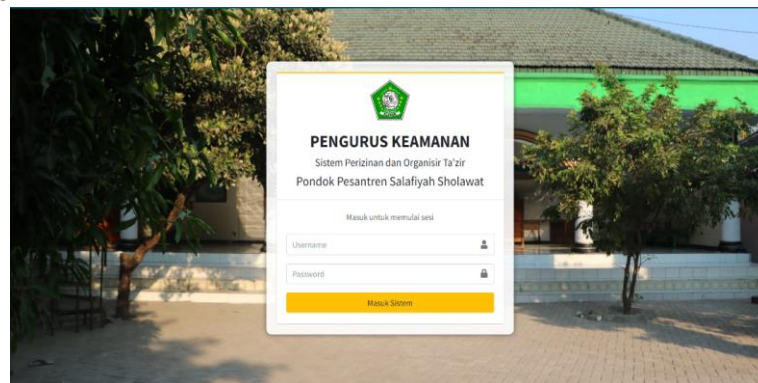 PENGURUS KEAMANAN
Sistem Perizinan dan Organisir Ta'zir
Pondok Pesantren Salafiyah Sholawat
Masuk untuk memulai sesi
Username
Password
Masuk Sistem